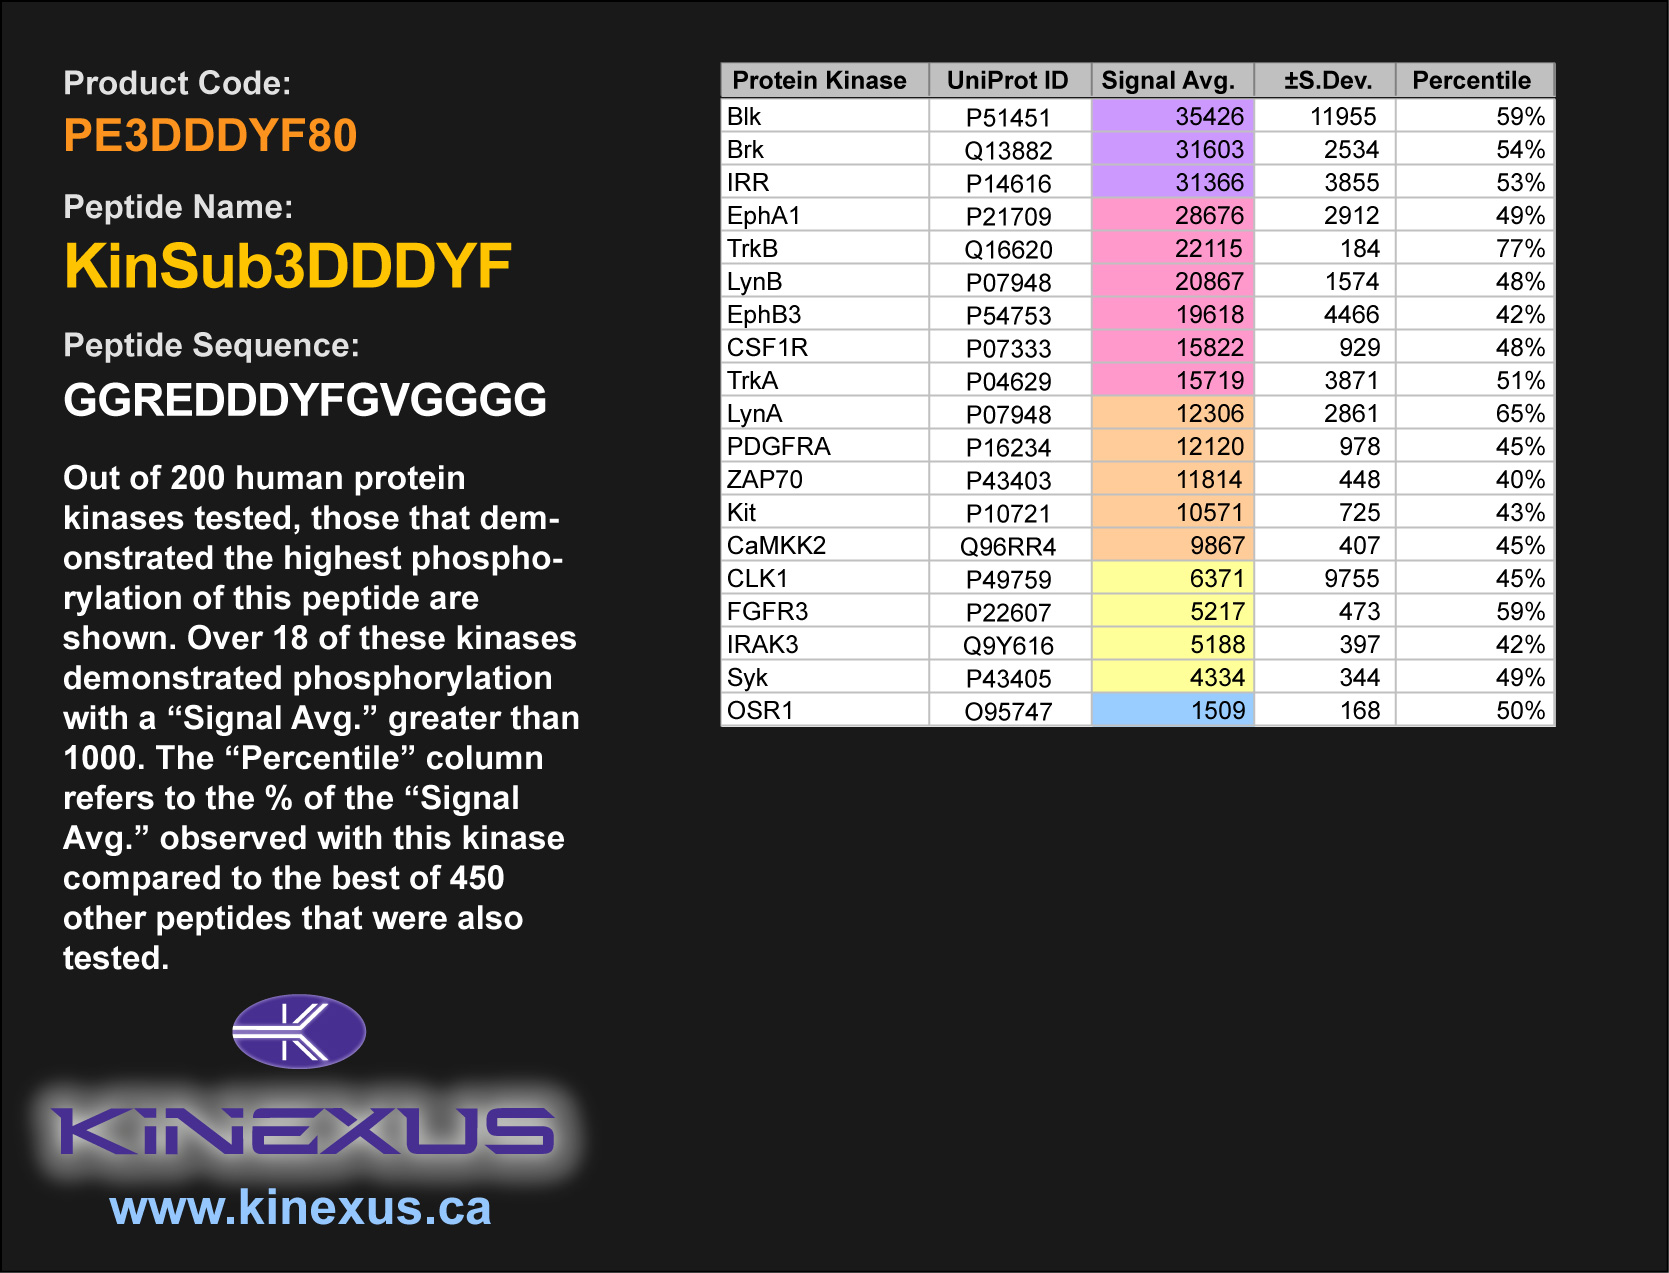 Product Code:
PE3DDDYF80
Peptide Name:
KinSub3DDDYF
Peptide Sequence:
GGREDDDYFGVGGGG
Out of 200 human protein
kinases tested, those that dem-
onstrated the highest phospho-
rylation of this peptide are
shown. Over 18 of these kinases
demonstrated phosphorylation
with a “Signal Avg.” greater than
1000. The “Percentile” column
refers to the % of the “Signal
Avg.” observed with this kinase
compared to the best of 450
other peptides that were also
tested.
KINEXUS
www.kinexus.ca
Protein Kinase UniProt ID Signal Avg. ±S.Dev. Percentile
Blk P51451 35426 11955 59%
Brk Q13882 31603 2534 54%
IRR P14616 31366 3855 53%
EphA1 P21709 28676 2912 49%
TrkB Q16620 22115 184 77%
LynB P07948 20867 1574 48%
EphB3 P54753 19618 4466 42%
CSF1R P07333 15822 929 48%
TrkA P04629 15719 3871 51%
LynA P07948 12306 2861 65%
PDGFRA P16234 12120 978 45%
ZAP70 P43403 11814 448 40%
Kit P10721 10571 725 43%
CaMKK2 Q96RR4 9867 407 45%
CLK1 P49759 6371 9755 45%
FGFR3 P22607 5217 473 59%
IRAK3 Q9Y616 5188 397 42%
Syk P43405 4334 344 49%
OSR1 O95747 1509 168 50%